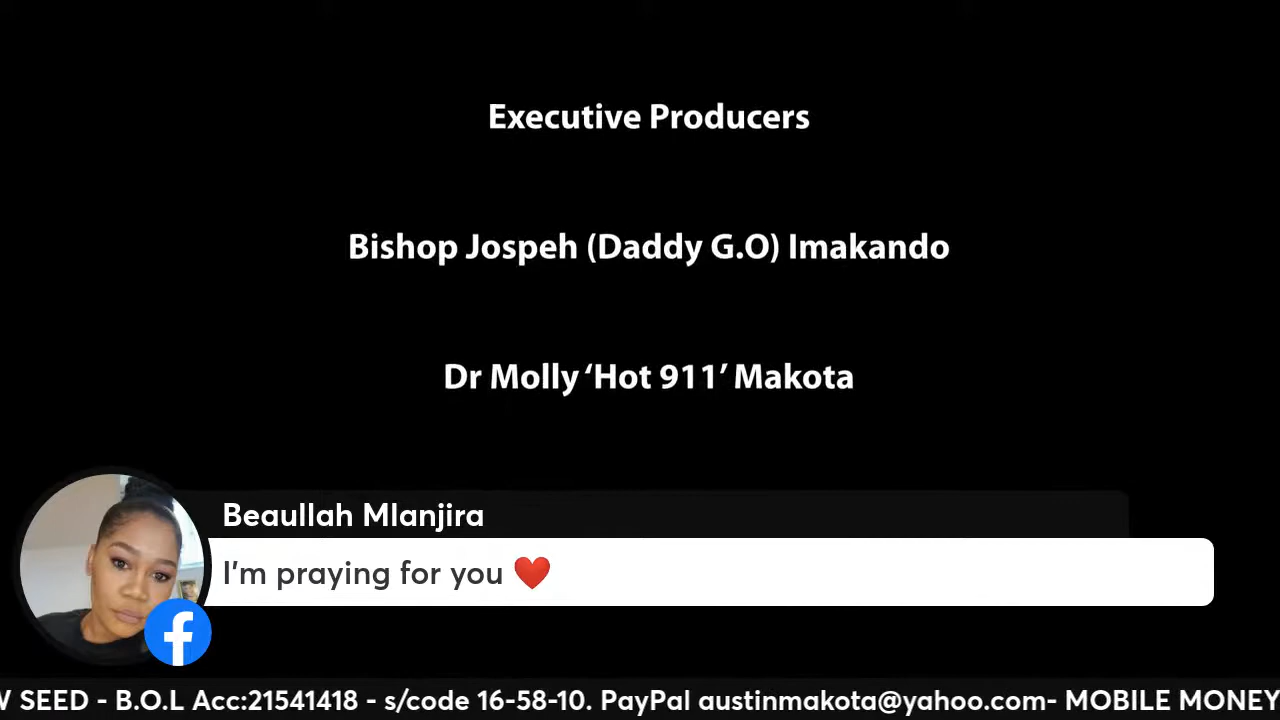 Executive Producers
Bishop Jospeh (Daddy G.O) Imakando
Dr Molly ‘Hot 911’ Makota
Beaullah Mlanjira
I'm praying for you ❤️
SEED - B.O.L Acc:21541418 - s/code 16-58-10. PayPal austinmakota@yahoo.com- MOBILE MONEY